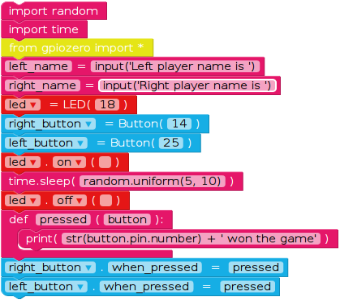 import random
import time
from gpiozero import *
left_name = input('Left player name is ')
right_name = input('Right player name is ')
led ▾ = LED( 18 )
right_button ▾ = Button( 14 )
left_button ▾ = Button( 25 )
led ▾ . on ▾ ( )
time.sleep( random.uniform(5, 10) )
led ▾ . off ▾ ( )
def pressed ( button ):
print( str(button.pin.number) + ' won the game' )
right_button ▾ . when_pressed = pressed
left_button ▾ . when_pressed = pressed